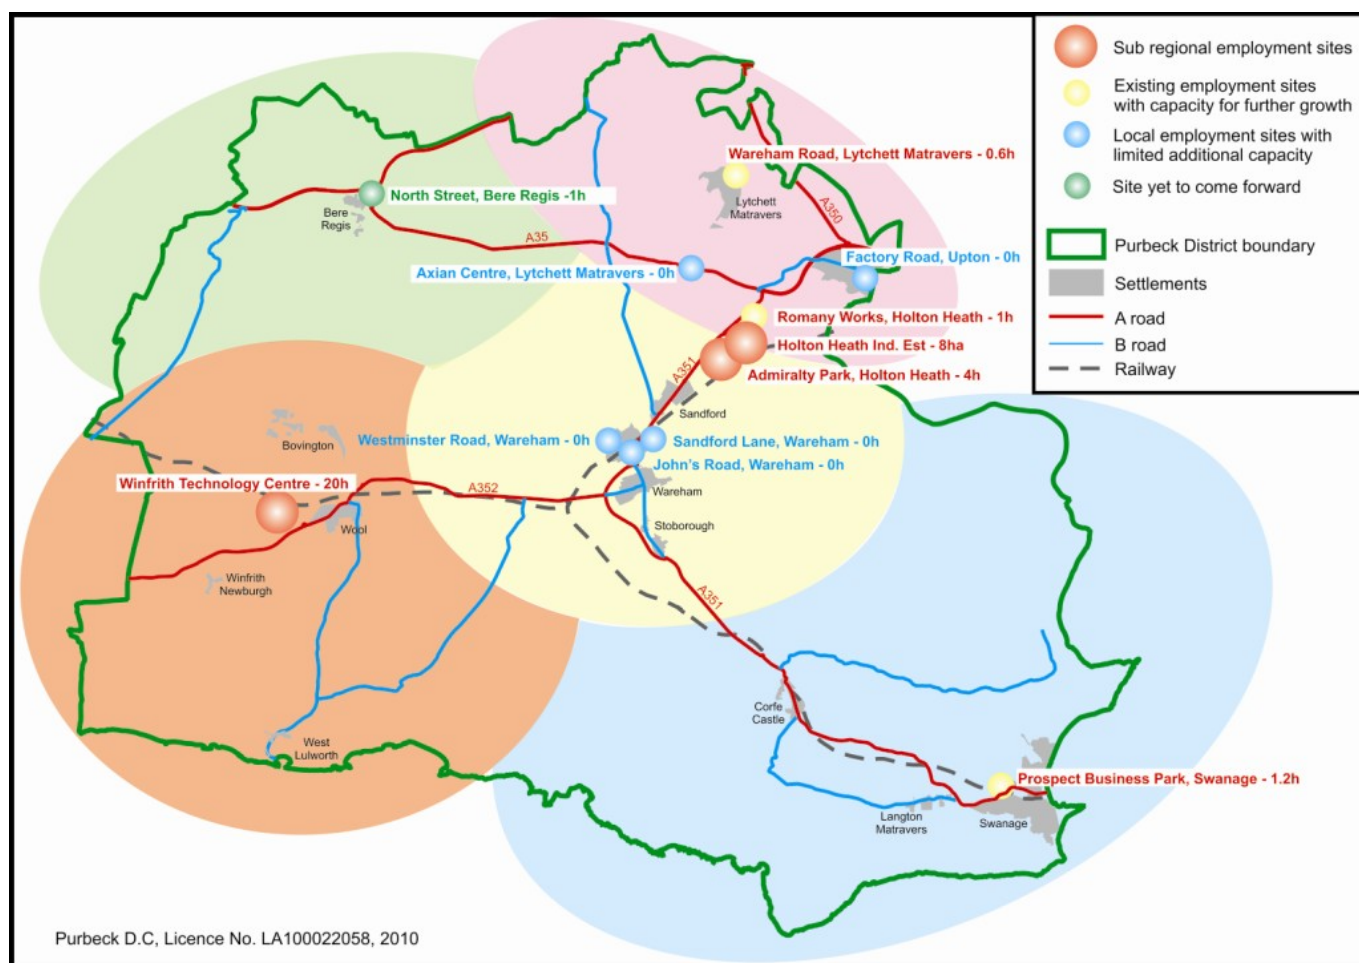 Sub regional employment sites
Existing employment sites
with capacity for further growth
Local employment sites with
limited additional capacity
Site yet to come forward
Purbeck District boundary
Settlements
A road
B road
Railway
Wareham Road, Lytchett Matravers - 0.6h
Lytchett
Matravers
A350
North Street, Bere Regis -1h
Bere
Regis
A35
Factory Road, Upton - 0h
Axian Centre, Lytchett Matravers - 0h
Romany Works, Holton Heath - 1h
Holton Heath Ind. Est - 8ha
Admiralty Park, Holton Heath - 4h
A351
Sandford
Bovington
Westminster Road, Wareham - 0h
Sandford Lane, Wareham - 0h
John's Road, Wareham - 0h
Winfrith Technology Centre - 20h
A352
Wareham
Wool
Stoborough
Winfrith
Newburgh
A351
Corfe
Castle
West
Lulworth
Prospect Business Park, Swanage - 1.2h
Langton
Matravers
Swanage
Purbeck D.C, Licence No. LA100022058, 2010